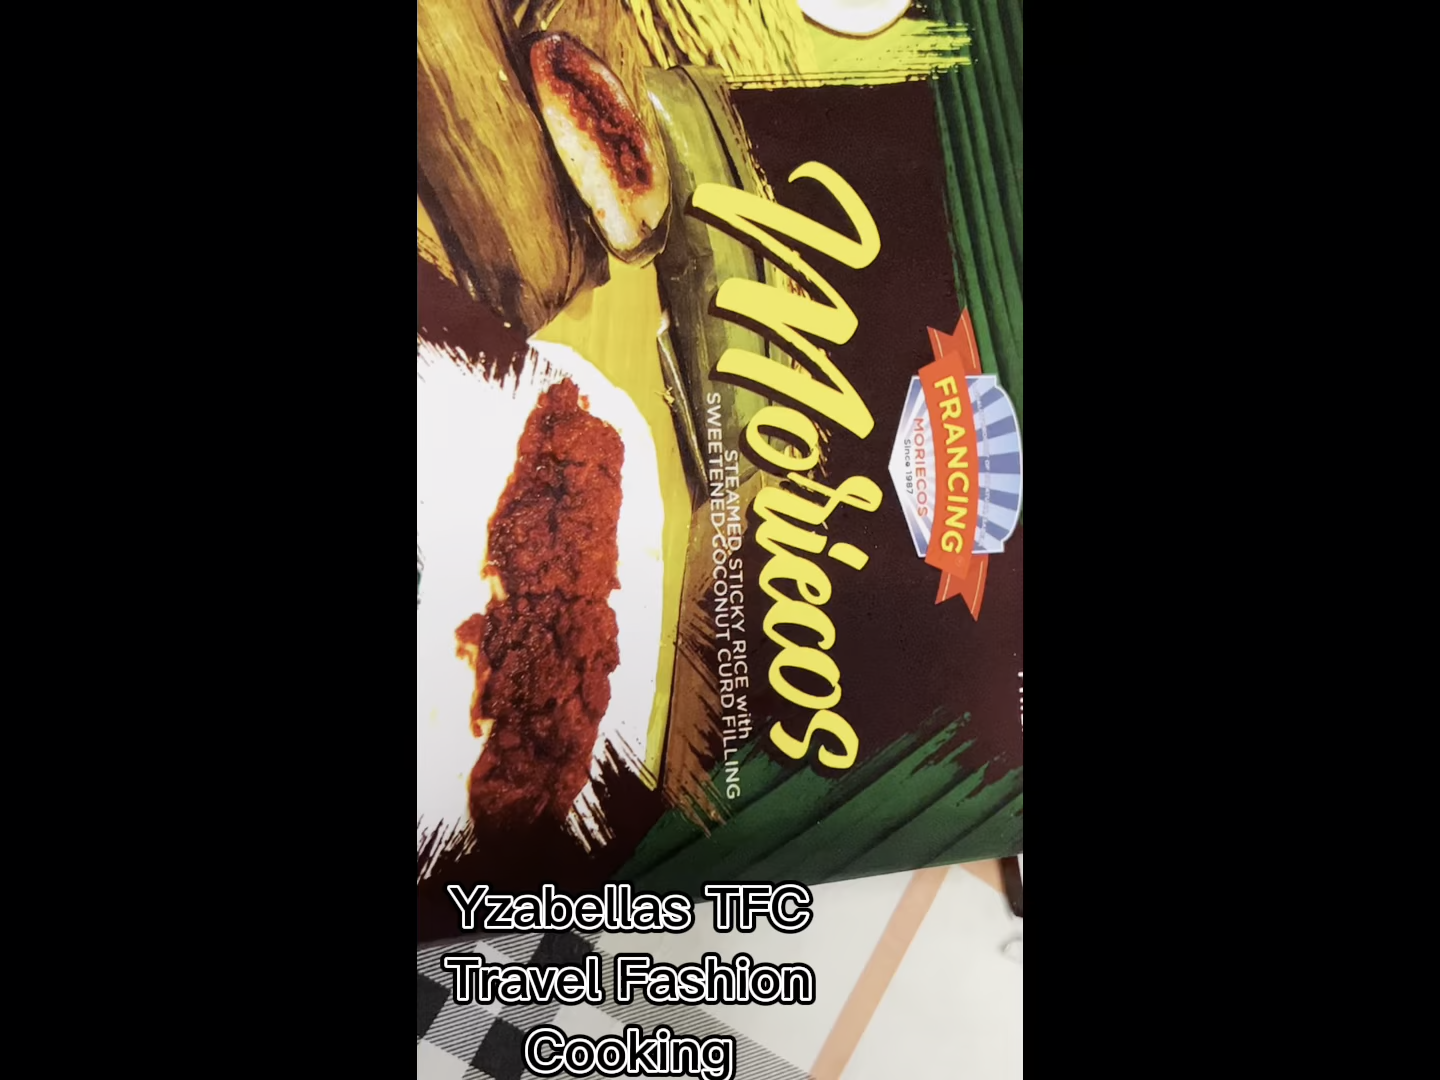 FRANCING
MORIECOS
Since 1987
Moriecos
STEAMED STICKY RICE with
SWEETENED COCONUT CURD FILLING
Yzabellas TFC
Travel Fashion
Cooking